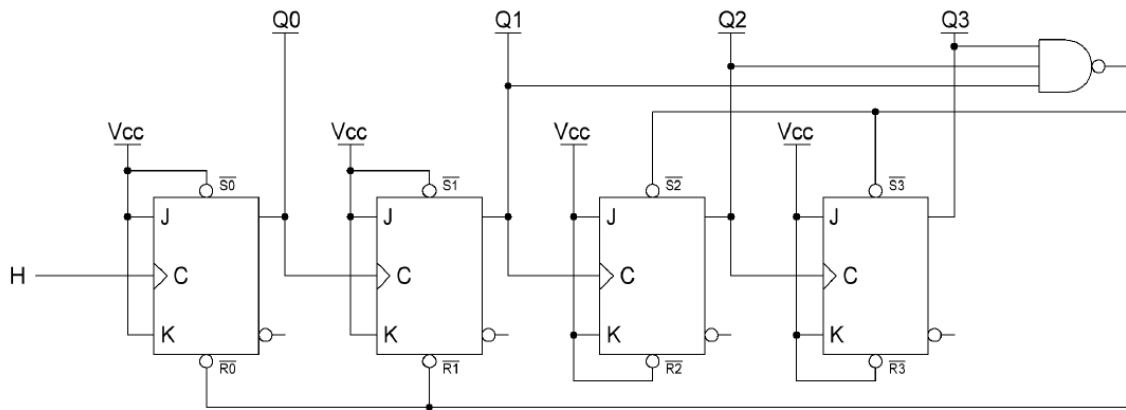 Q0 Q1 Q2 Q3
Vcc Vcc Vcc Vcc
S0 S1 S2 S3
J J J J
H C C C C
K K K K
R0 R1 R2 R3